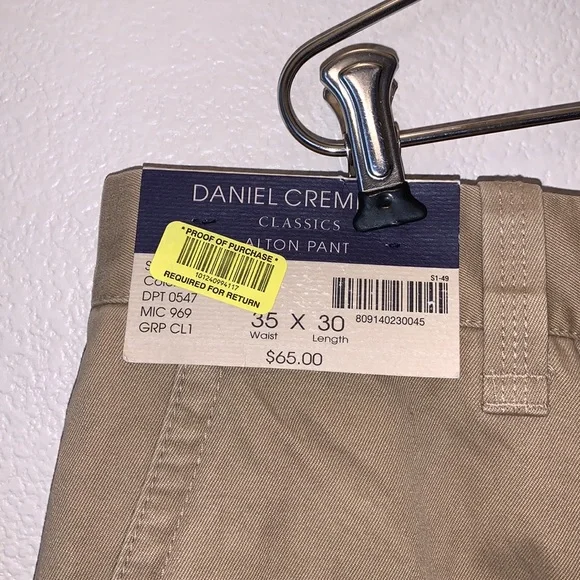 DANIEL CREM
CLASSICS
ALTON PANT
* PROOF OF PURCHASE *
101240994117
REQUIRED FOR RETURN
DPT 0547
MIC 969
GRP CL1
35 X 30
Waist Length
$65.00
S1-49
809140230045